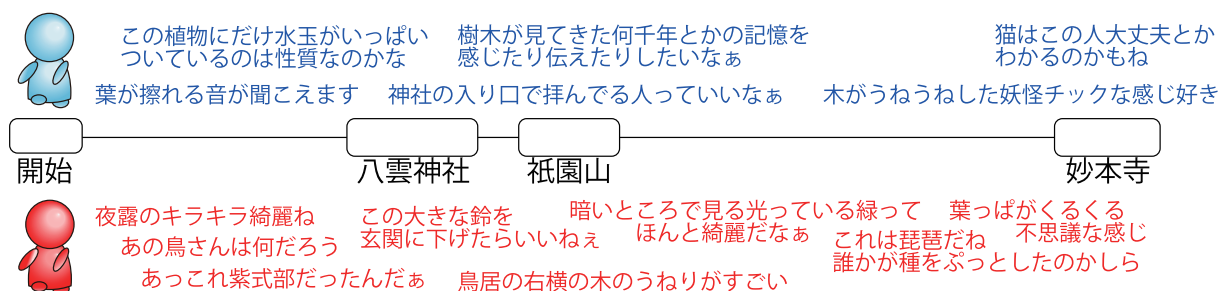 この植物にだけ水玉がいっぱい
ついているのは性質なのかな
樹木が見てきた何千年とかの記憶を
感じたり伝えたりしたいなぁ
猫はこの人大丈夫とか
わかるのかもね
葉が擦れる音が聞こえます
神社の入り口で拝んでる人っていいなぁ
木がうねうねした妖怪チックな感じ好き
開始
八雲神社
祇園山
妙本寺
夜露のキラキラ綺麗ね
あの鳥さんは何だろう
あっこれ紫式部だったんだぁ
この大きな鈴を
玄関に下げたらいいねぇ
鳥居の右横の木のうねりがすごい
暗いところで見る光っている緑って
ほんと綺麗だなぁ
これは琵琶だね
誰かが種をぷっとしたのかしら
葉っぱがくるくる
不思議な感じ